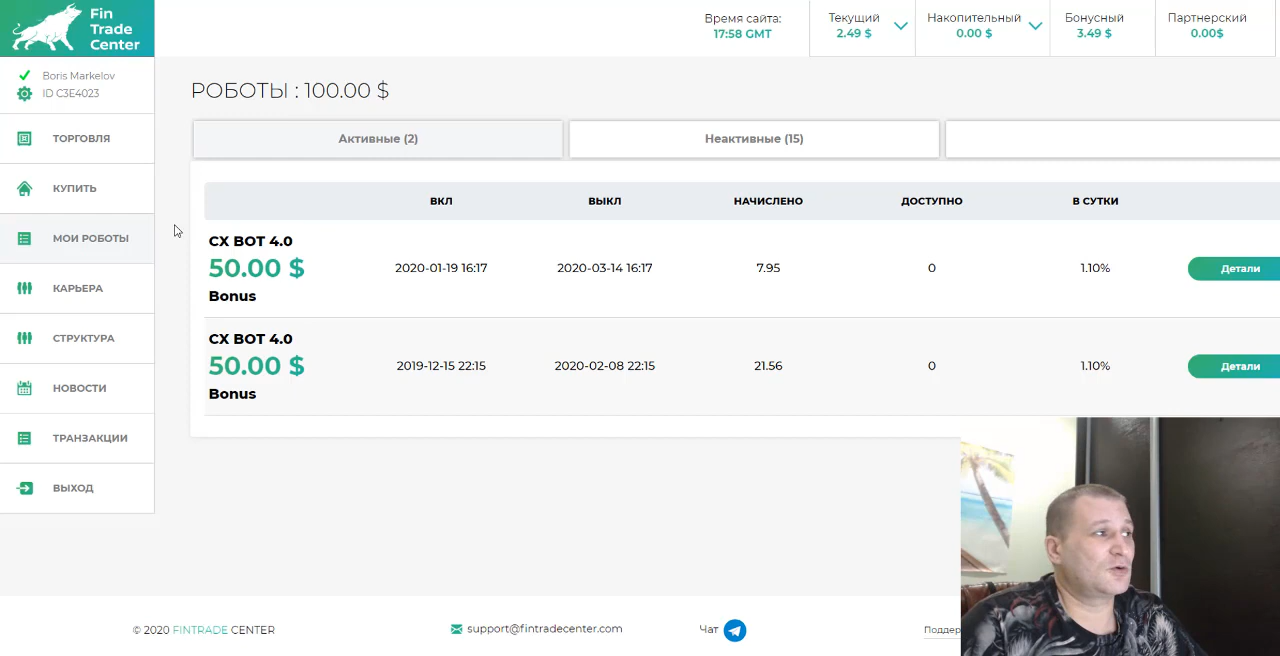 Fin
Trade
Center
Время сайта:
17:58 GMT
Текущий
2.49 $
Накопительный
0.00 $
Бонусный
3.49 $
Партнерский
0.00$
Boris Markelov
ID C3E4023
ТОРГОВЛЯ
КУПИТЬ
МОИ РОБОТЫ
КАРЬЕРА
СТРУКТУРА
НОВОСТИ
ТРАНЗАКЦИИ
ВЫХОД
РОБОТЫ : 100.00 $
Активные (2)
Неактивные (15)
ВКЛ ВЫКЛ НАЧИСЛЕНО ДОСТУПНО В СУТКИ
CX BOT 4.0
50.00 $
Bonus
2020-01-19 16:17 2020-03-14 16:17 7.95 0 1.10% Детали
CX BOT 4.0
50.00 $
Bonus
2019-12-15 22:15 2020-02-08 22:15 21.56 0 1.10% Детали
© 2020 FINTRADE CENTER
support@fintradecenter.com
Чат
Поддер